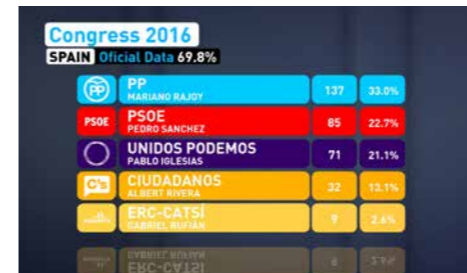 Congress 2016
SPAIN Oficial Data 69.8%
PP
MARIANO RAJOY
137 33.0%
PSOE PSOE
PEDRO SANCHEZ
85 22.7%
UNIDOS PODEMOS
PABLO IGLESIAS
71 21.1%
C's CIUDADANOS
ALBERT RIVERA
32 13.1%
ERC-CATSÍ
GABRIEL RUFIÁN
9 2.6%